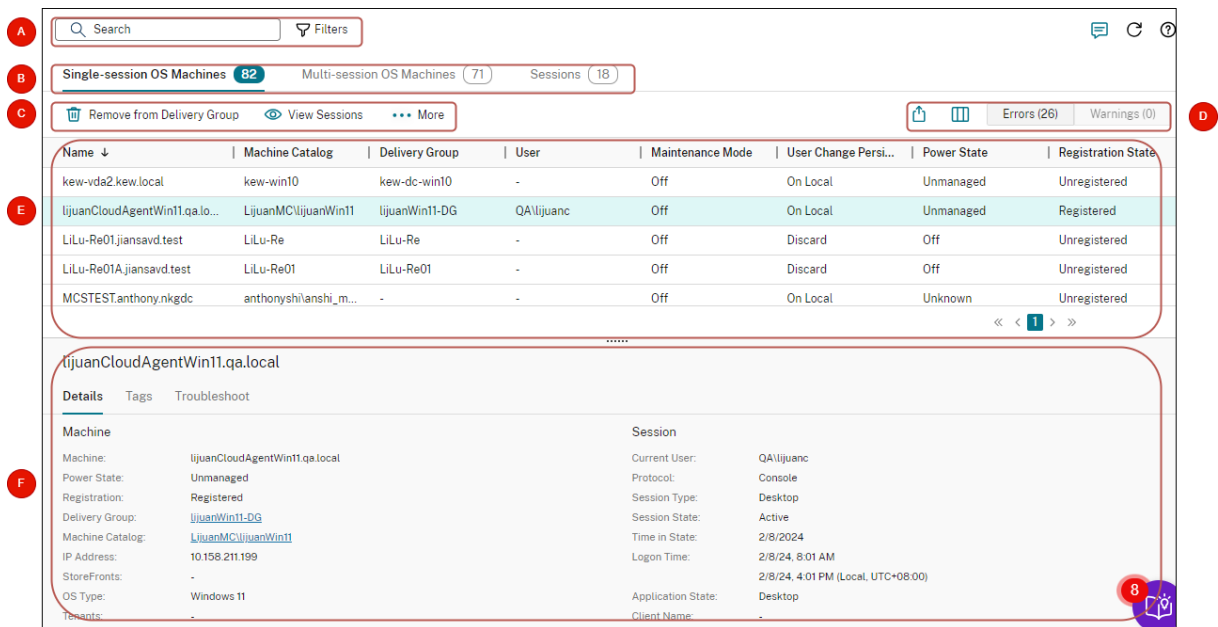 A
Search
Filters
B
Single-session OS Machines 82
Multi-session OS Machines 71
Sessions 18
C
Remove from Delivery Group
View Sessions
More
Errors (26)
Warnings (0)
D
Name ↓ | Machine Catalog | Delivery Group | User | Maintenance Mode | User Change Persi... | Power State | Registration State
kew-vda2.kew.local kew-win10 kew-dc-win10 - Off On Local Unmanaged Unregistered
E
lijuanCloudAgentWin11.qa.lo... LijuanMC\lijuanWin11 lijuanWin11-DG QA\lijuanc Off On Local Unmanaged Registered
LiLu-Re01.jiansavd.test LiLu-Re LiLu-Re - Off Discard Off Unregistered
LiLu-Re01A.jiansavd.test LiLu-Re01 LiLu-Re01 - Off Discard Off Unregistered
MCSTEST.anthony.nkgdc anthonyshi\anshi_m... - - Off On Local Unknown Unregistered
« < 1 > »
lijuanCloudAgentWin11.qa.local
Details Tags Troubleshoot
Machine
Machine: lijuanCloudAgentWin11.qa.local
Power State: Unmanaged
F
Registration: Registered
Delivery Group: lijuanWin11-DG
Machine Catalog: LijuanMC\lijuanWin11
IP Address: 10.158.211.199
StoreFronts: -
OS Type: Windows 11
Tenants: -
Session
Current User: QA\lijuanc
Protocol: Console
Session Type: Desktop
Session State: Active
Time in State: 2/8/2024
Logon Time: 2/8/24, 8:01 AM
2/8/24, 4:01 PM (Local, UTC+08:00)
Application State: Desktop
Client Name: -
8